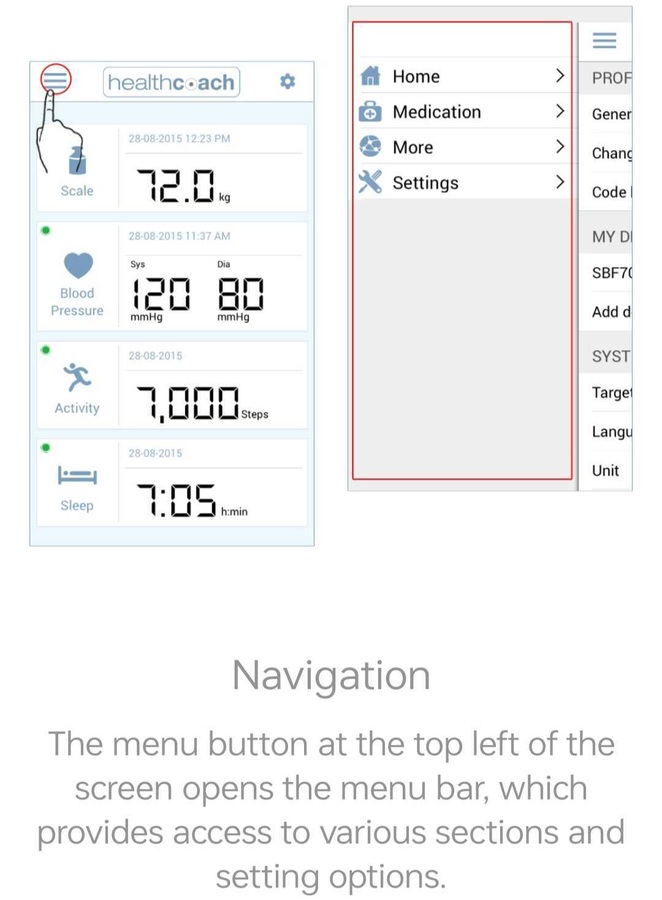 healthcoach
28-08-2015 12:23 PM
72.0 kg
Scale
28-08-2015 11:37 AM
Sys Dia
120 80
mmHg mmHg
Blood
Pressure
28-08-2015
7,000 Steps
Activity
28-08-2015
7:05 h:min
Sleep
Home
Medication
More
Settings
PROF
Gener
Chang
Code
MY D
SBF70
Add d
SYST
Target
Langu
Unit
Navigation
The menu button at the top left of the
screen opens the menu bar, which
provides access to various sections and
setting options.